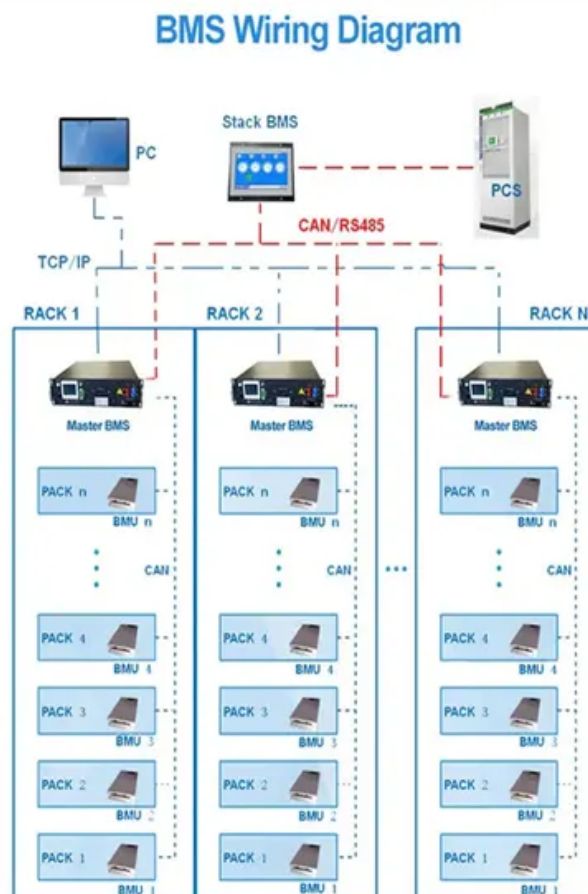 BMS Wiring Diagram
Stack BMS
PC
PCS
CAN/RS485
TCP/IP
RACK 1
RACK 2
RACK N
Master BMS
Master BMS
Master BMS
PACK n
PACK n
PACK n
BMU n
BMU n
BMU n
CAN
CAN
CAN
PACK 4
PACK 4
PACK 4
BMU 4
BMU 4
BMU 4
PACK 3
PACK 3
PACK 3
BMU 3
BMU 3
BMU 3
PACK 2
PACK 2
PACK 2
BMU 2
BMU 2
BMU 2
PACK 1
PACK 1
PACK 1
BMU 1
BMU 1
BMU 1